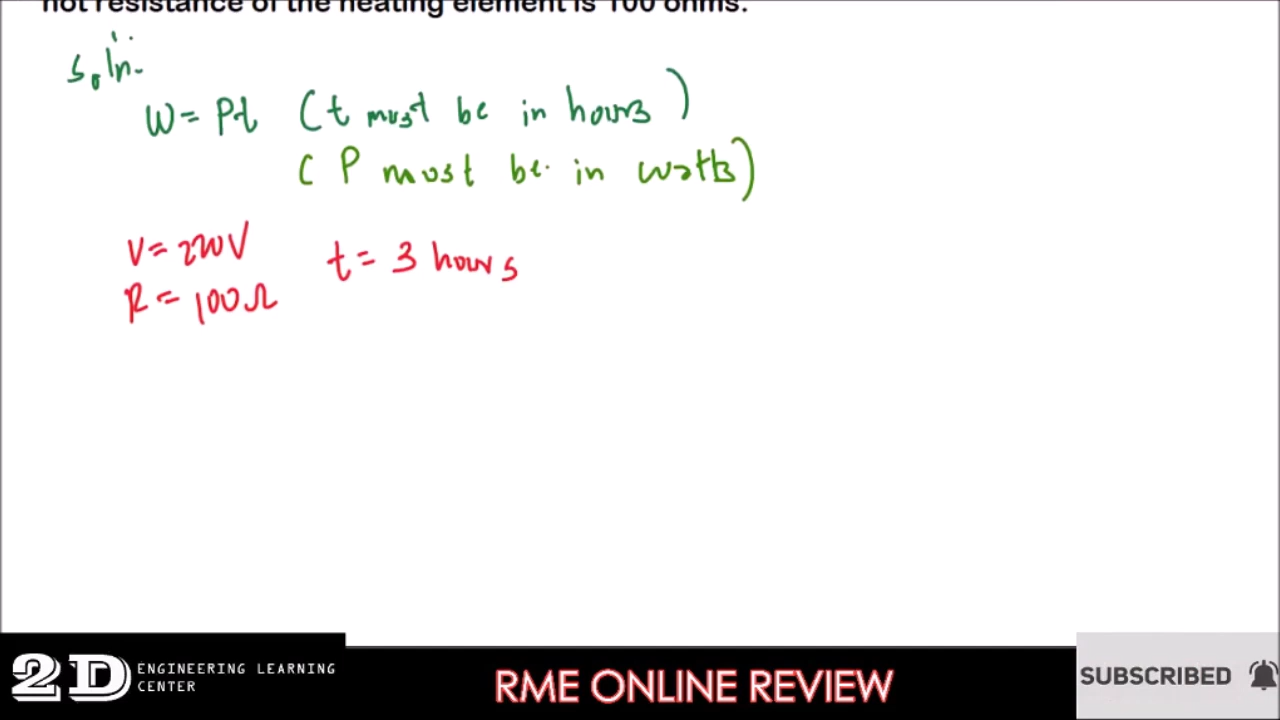 hot resistance of the heating element is 100 ohms.
soln:
W = Pt (t must be in hours)
(P must be in watts)
V = 220V t = 3 hours
R = 100Ω
2D ENGINEERING LEARNING
CENTER
RME ONLINE REVIEW
SUBSCRIBED